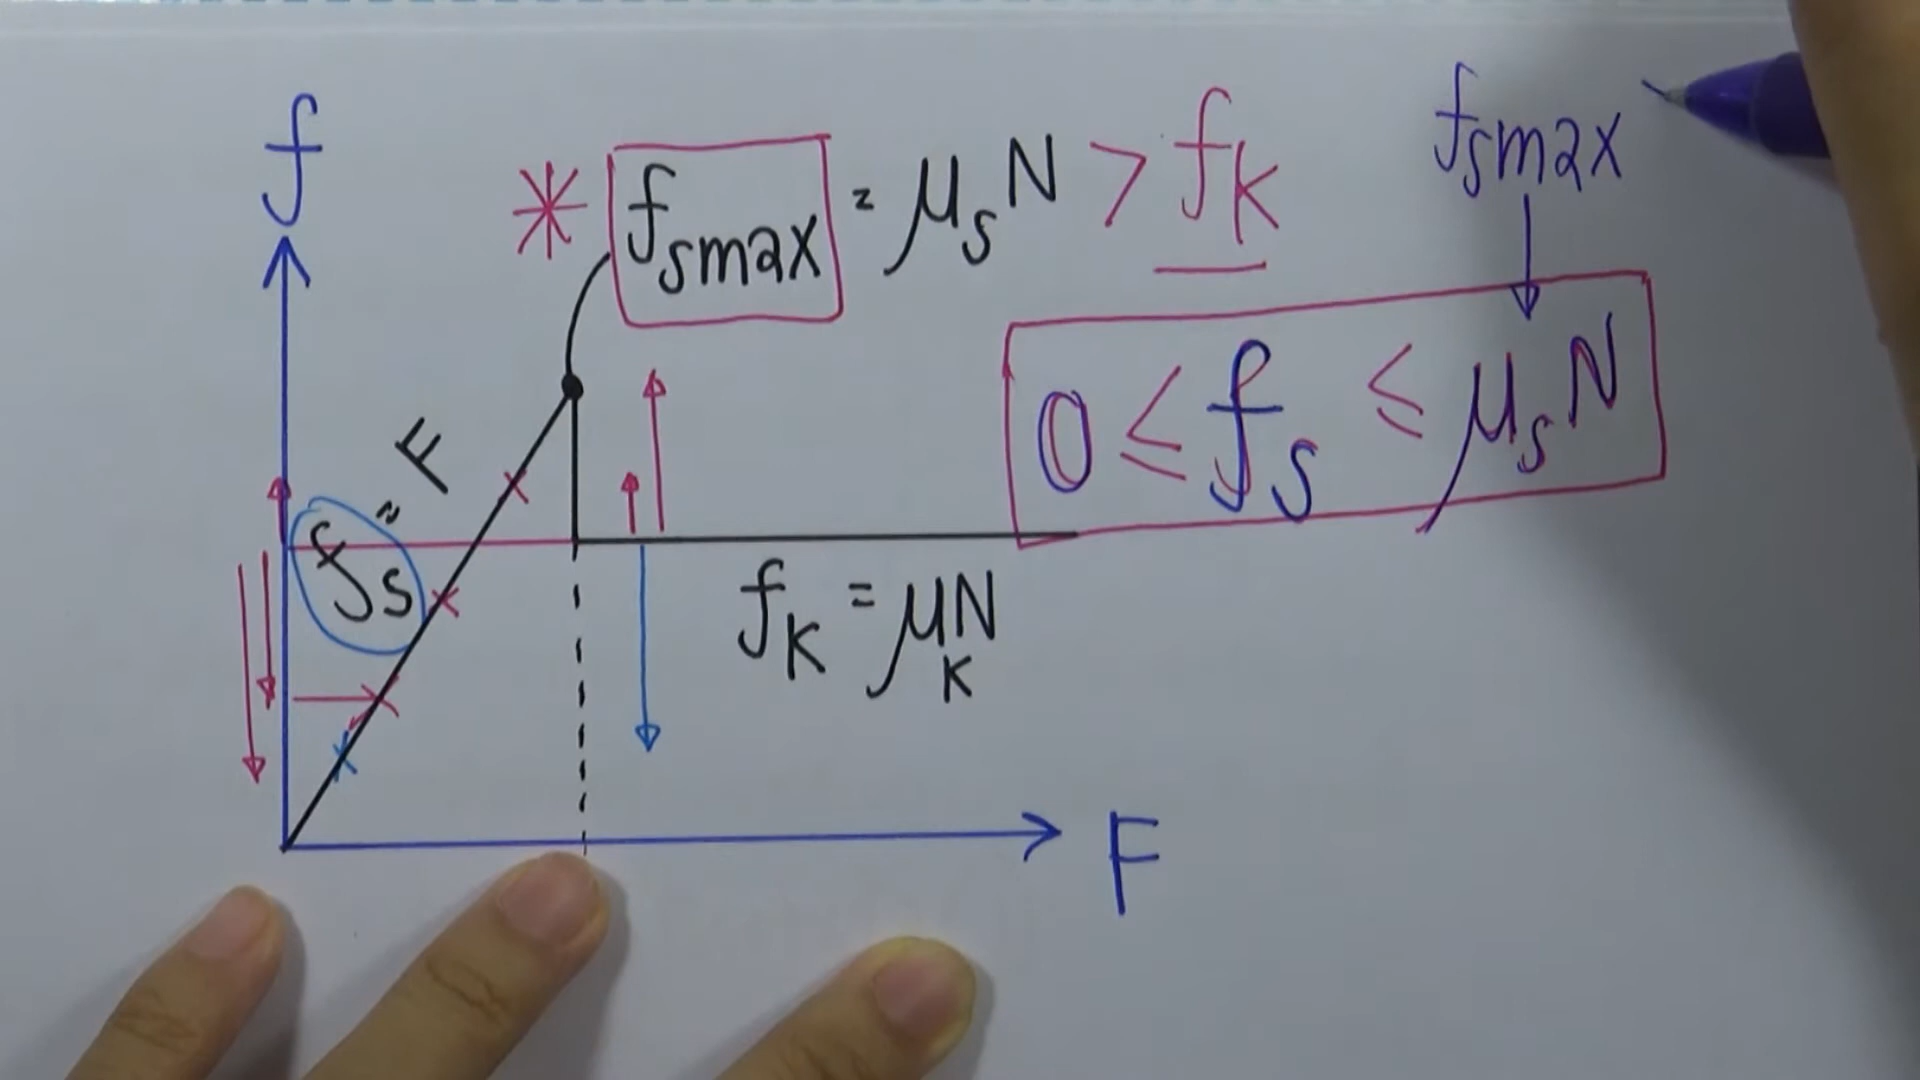 f
* fsmax = μsN > fK
fsmax
0 ≤ fs ≤ μsN
fs = F
fK = μKN
F